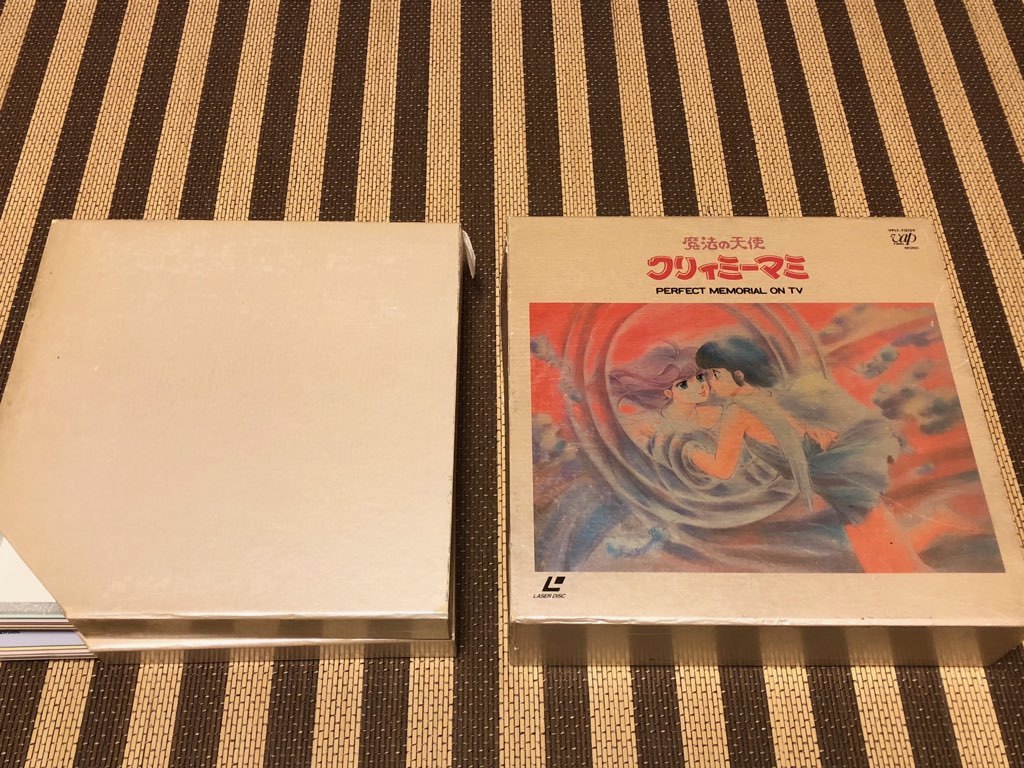 魔法の天使
クリィミーマミ
PERFECT MEMORIAL ON TV
vap
LASER DISC